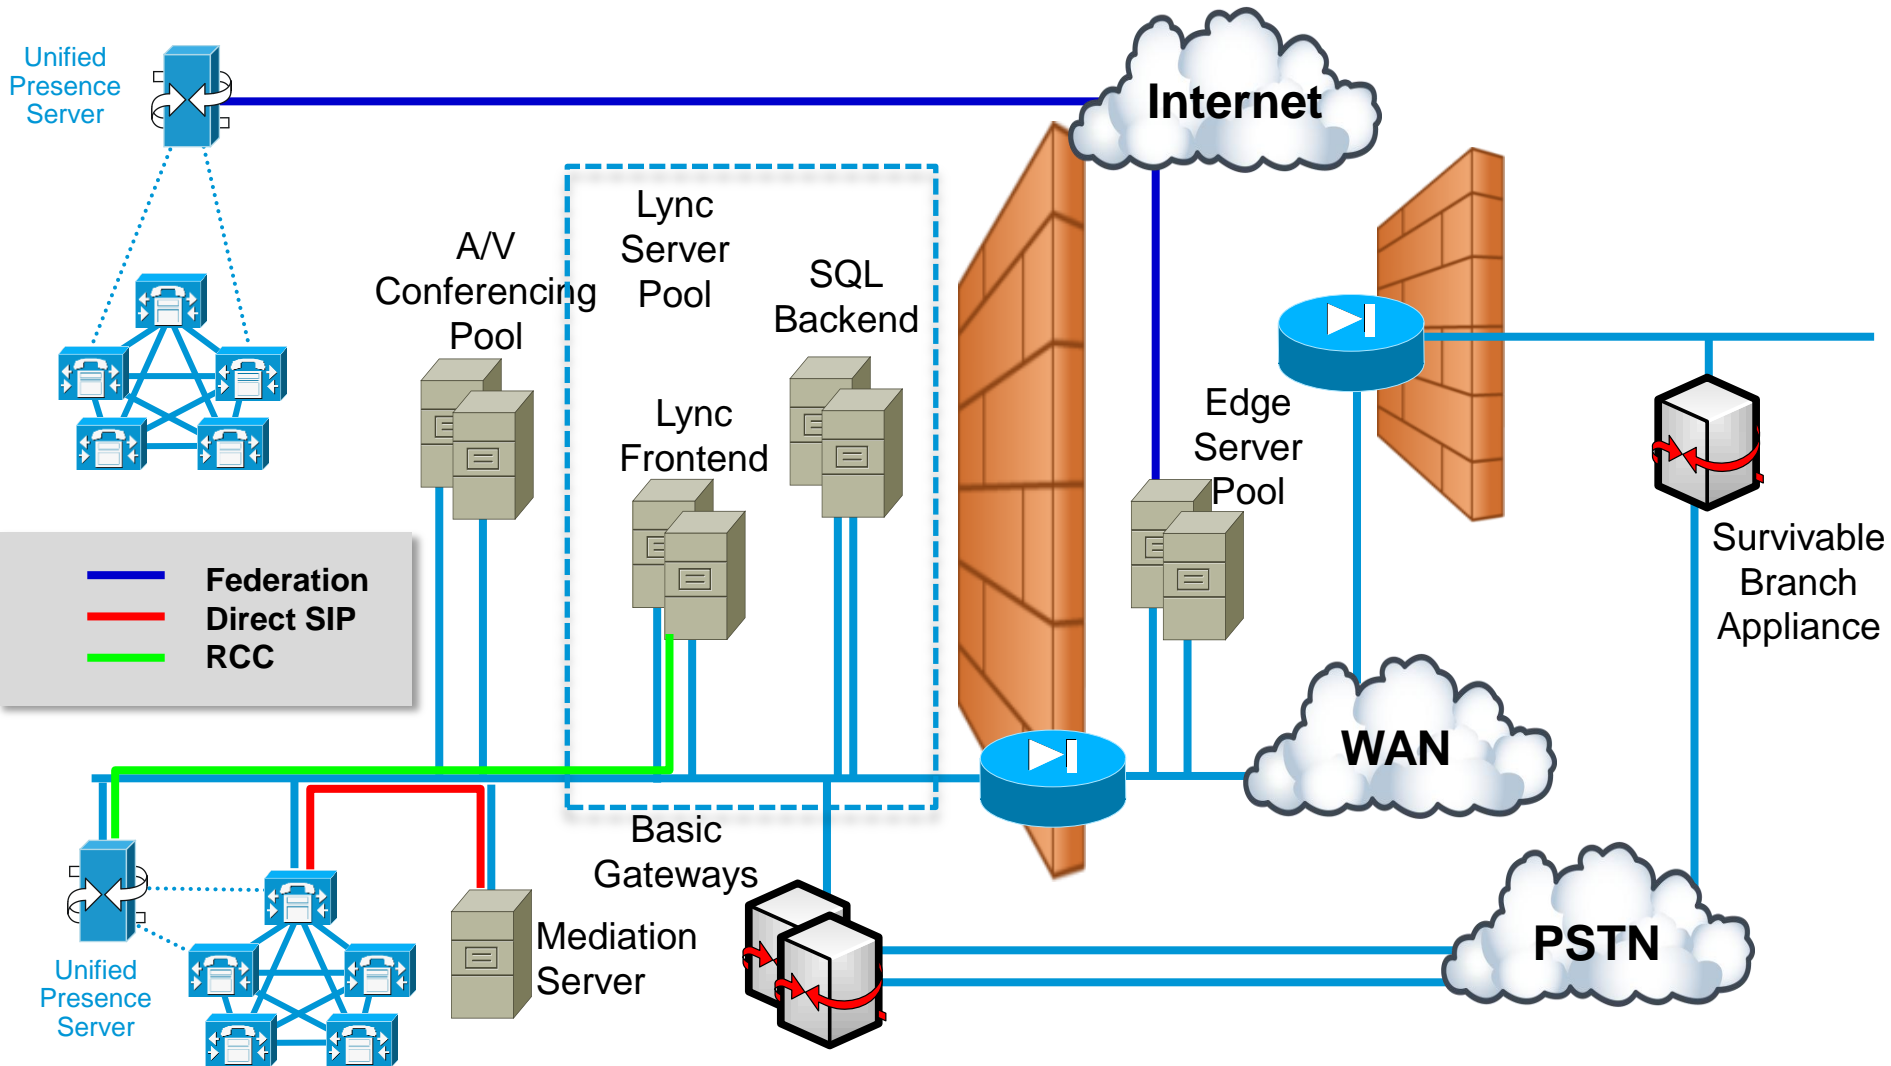 Unified
Presence
Server
Internet
Lync
Server
Pool
A/V
Conferencing
Pool
SQL
Backend
Lync
Frontend
Edge
Server
Pool
Survivable
Branch
Appliance
Federation
Direct SIP
RCC
WAN
Basic
Gateways
Mediation
Server
PSTN
Unified
Presence
Server